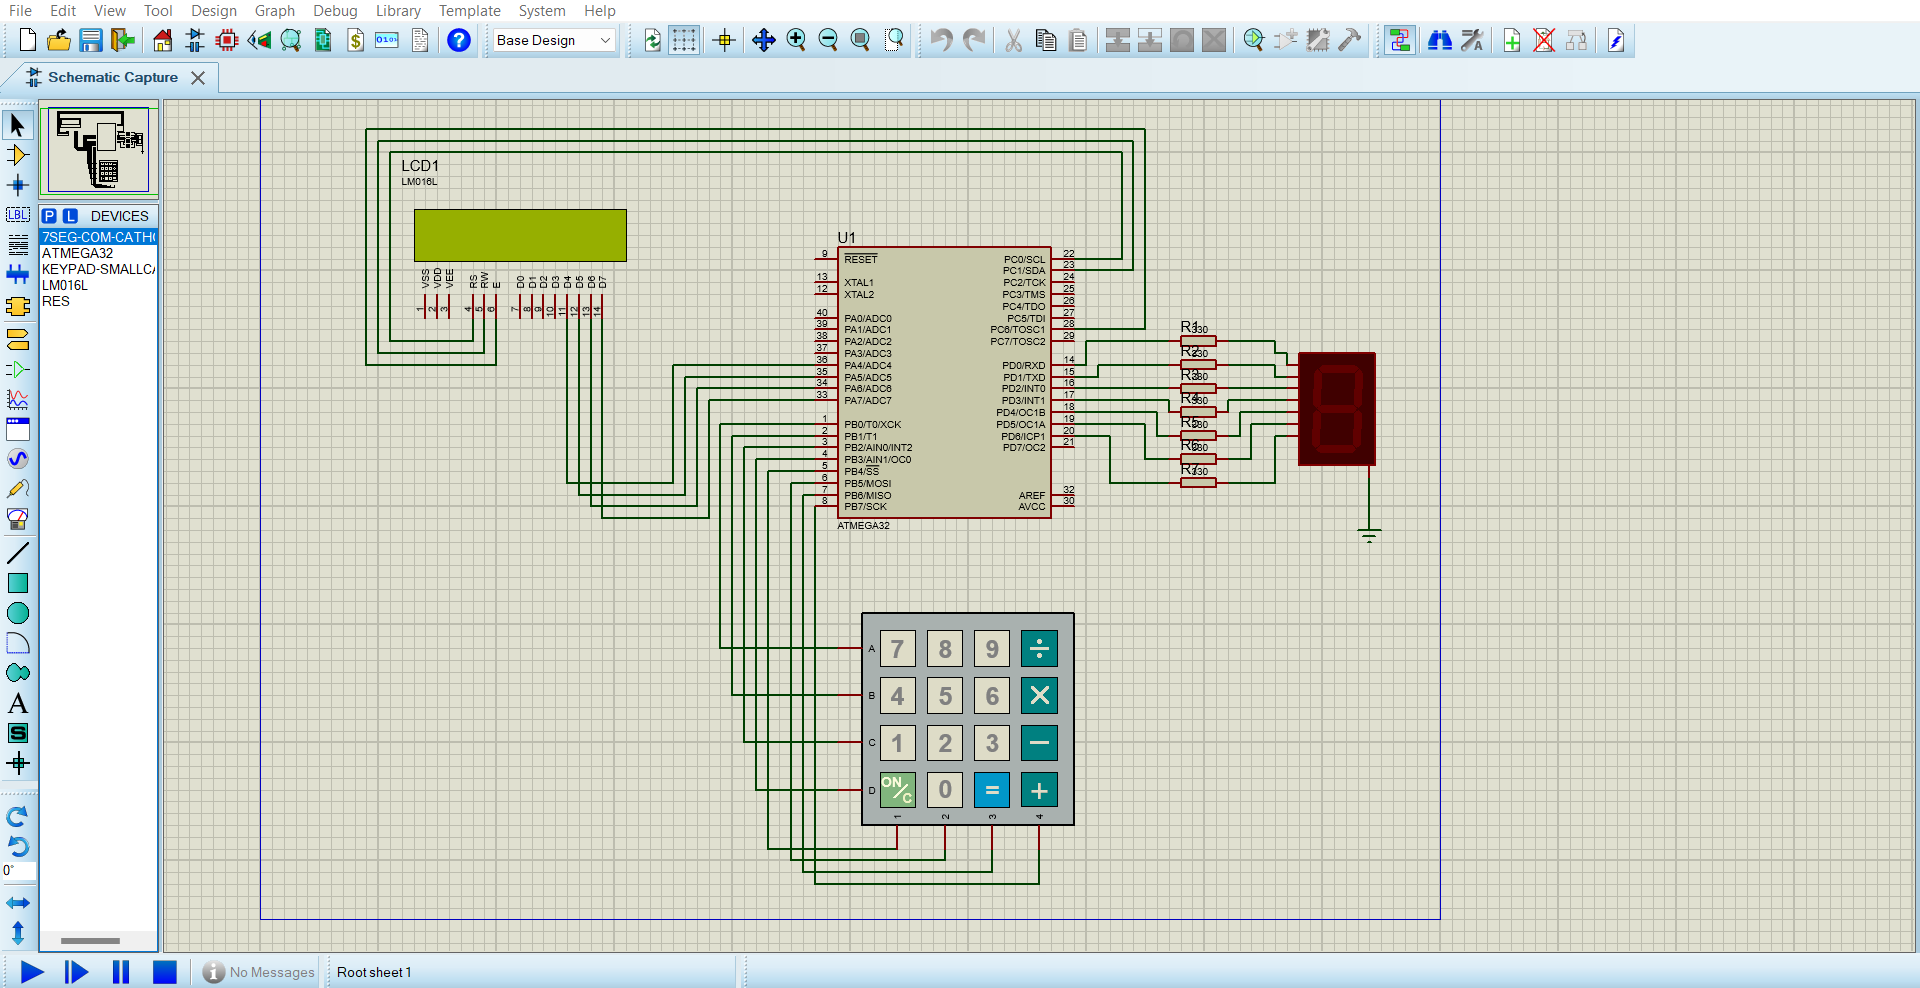 File Edit View Tool Design Graph Debug Library Template System Help
$ 0101 ? Base Design
Schematic Capture
P L DEVICES
7SEG-COM-CATH
ATMEGA32
KEYPAD-SMALLC
LM016L
RES
LBL
A
S
0°
LCD1
LM016L
VSS VDD VEE RS RW E D0 D1 D2 D3 D4 D5 D6 D7
1 2 3 4 5 6 7 8 9 10 11 12 13 14
U1
9 RESET PC0/SCL 22
PC1/SDA 23
13 XTAL1 PC2/TCK 24
12 XTAL2 PC3/TMS 25
PC4/TDO 26
40 PA0/ADC0 PC5/TDI 27
39 PA1/ADC1 PC6/TOSC1 28
38 PA2/ADC2 PC7/TOSC2 29
37 PA3/ADC3
36 PA4/ADC4 PD0/RXD 14
35 PA5/ADC5 PD1/TXD 15
34 PA6/ADC6 PD2/INT0 16
33 PA7/ADC7 PD3/INT1 17
PD4/OC1B 18
1 PB0/T0/XCK PD5/OC1A 19
2 PB1/T1 PD6/ICP1 20
3 PB2/AIN0/INT2 PD7/OC2 21
4 PB3/AIN1/OC0
5 PB4/SS
6 PB5/MOSI
7 PB6/MISO AREF 32
8 PB7/SCK AVCC 30
ATMEGA32
R1 330
R2 330
R3 330
R4 330
R5 330
R6 330
R7 330
A 7 8 9 ÷
B 4 5 6 ×
C 1 2 3 −
D ON/C 0 = +
1 2 3 4
No Messages Root sheet 1